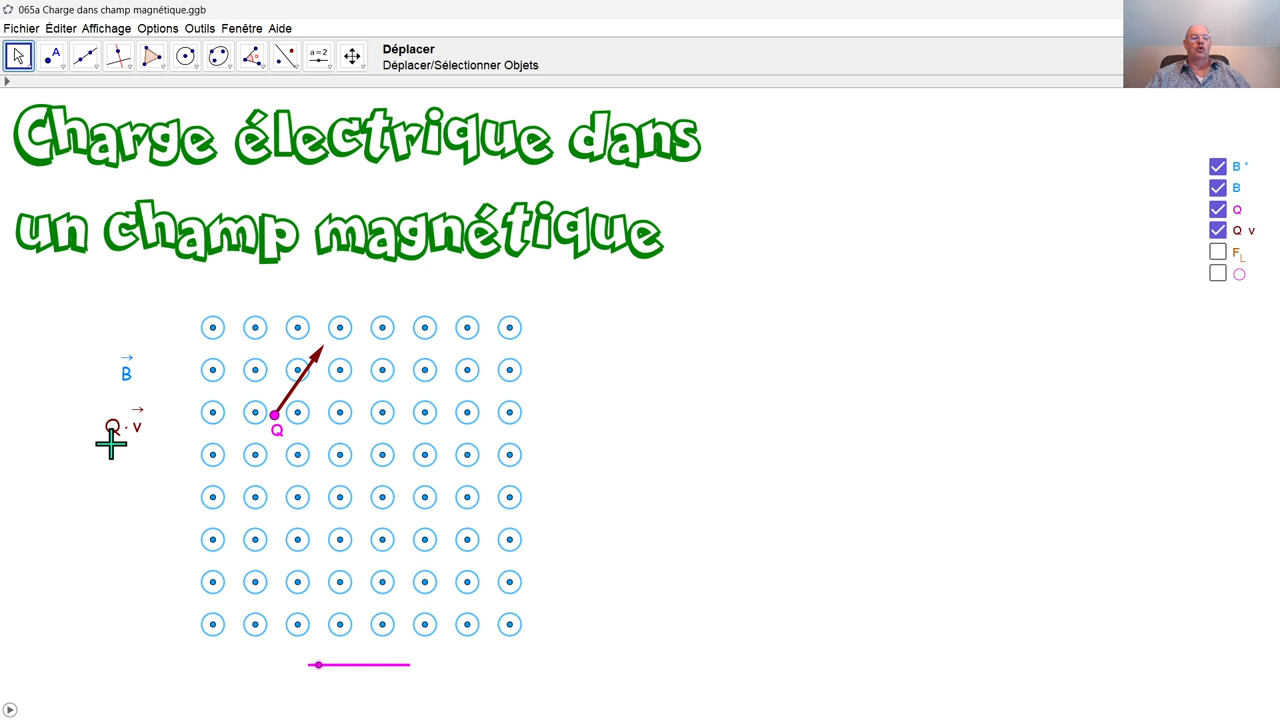 065a Charge dans champ magnétique.ggb
Fichier Éditer Affichage Options Outils Fenêtre Aide
A
a=2
Déplacer
Déplacer/Sélectionner Objets
Charge électrique dans
un champ magnétique
B *
B
Q
Q v
F_L
B
Q · v
Q